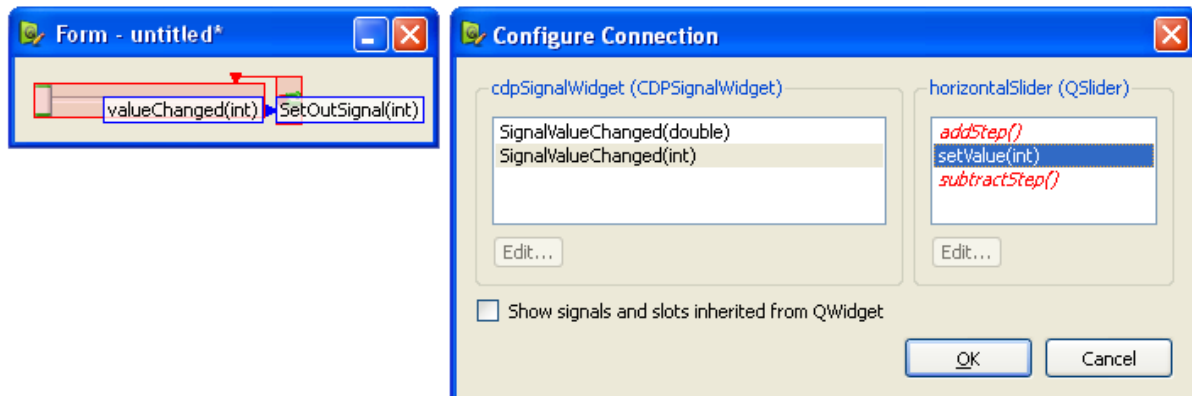 Form - untitled*
valueChanged(int)
SetOutSignal(int)
Configure Connection
cdpSignalWidget (CDPSignalWidget)
SignalValueChanged(double)
SignalValueChanged(int)
Edit...
horizontalSlider (QSlider)
addStep()
setValue(int)
subtractStep()
Edit...
Show signals and slots inherited from QWidget
OK
Cancel